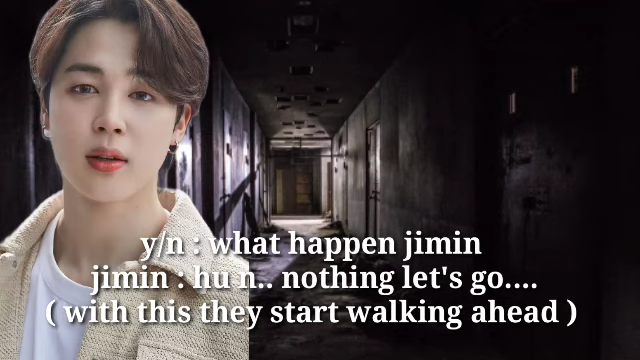 y/n : what happen jimin
jimin : hu n.. nothing let's go....
( with this they start walking ahead )